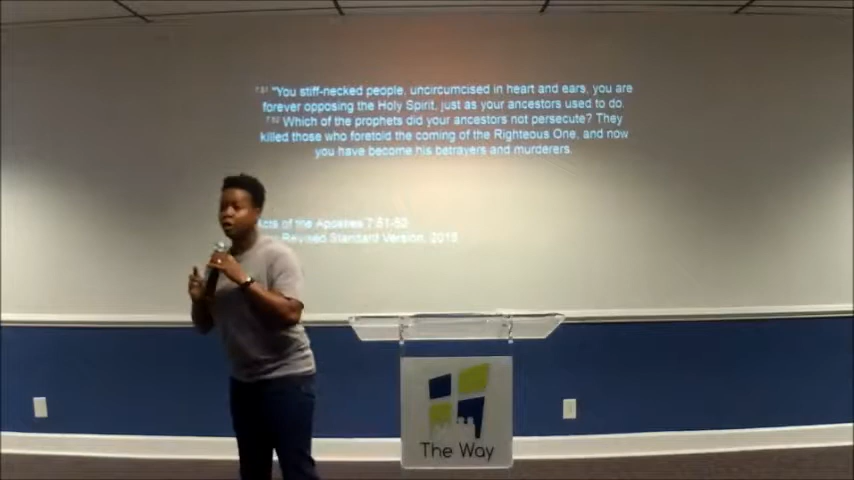 7:51 "You stiff-necked people, uncircumcised in heart and ears, you are
forever opposing the Holy Spirit, just as your ancestors used to do.
7:52 Which of the prophets did your ancestors not persecute? They
killed those who foretold the coming of the Righteous One, and now
you have become his betrayers and murderers.
Acts of the Apostles 7:51-52
Revised Standard Version, 2015
The Way